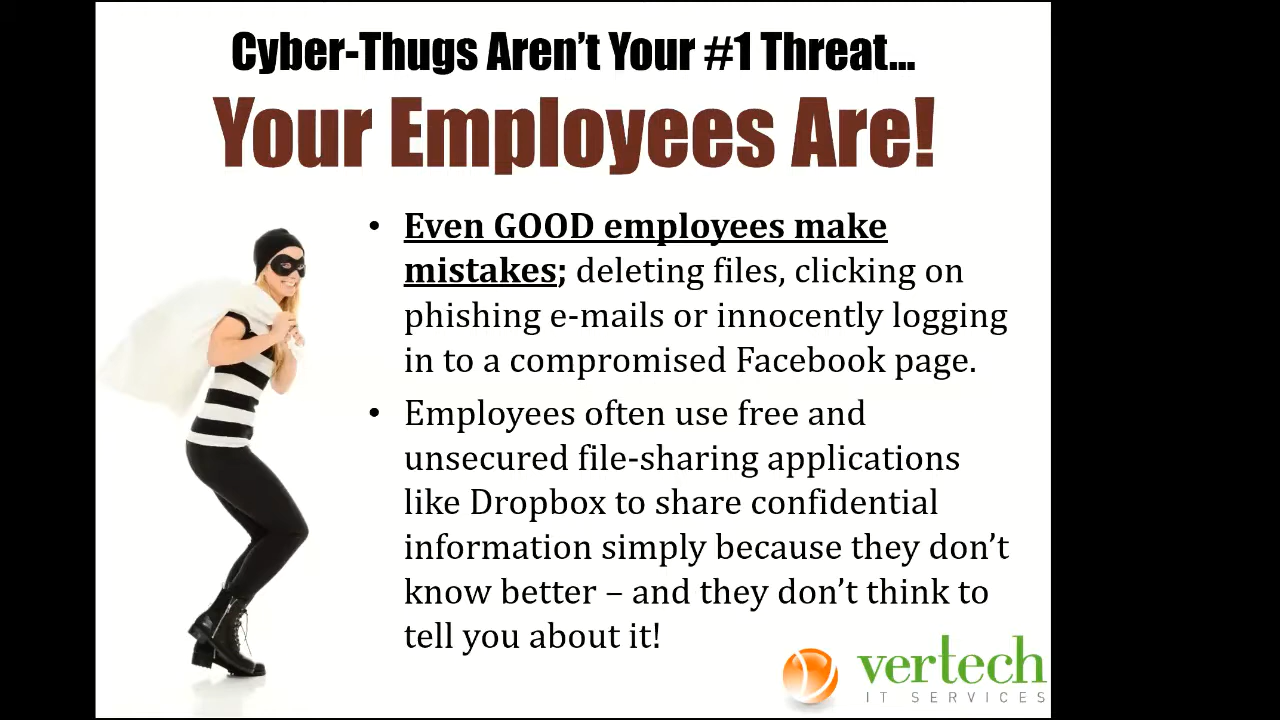 Cyber-Thugs Aren’t Your #1 Threat...
Your Employees Are!
• Even GOOD employees make
mistakes; deleting files, clicking on
phishing e-mails or innocently logging
in to a compromised Facebook page.
• Employees often use free and
unsecured file-sharing applications
like Dropbox to share confidential
information simply because they don’t
know better – and they don’t think to
tell you about it!
vertech
IT SERVICES